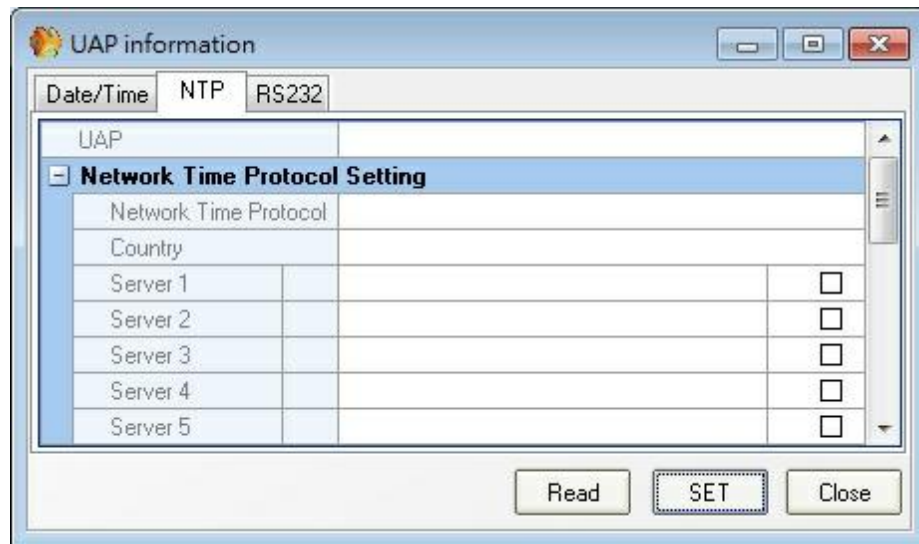 UAP information
Date/Time NTP RS232
UAP
Network Time Protocol Setting
Network Time Protocol
Country
Server 1
Server 2
Server 3
Server 4
Server 5
Read SET Close